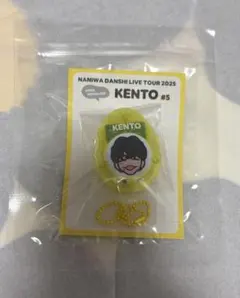 NANIWA DANSHI LIVE TOUR 2025
KENTO #5
KENTO